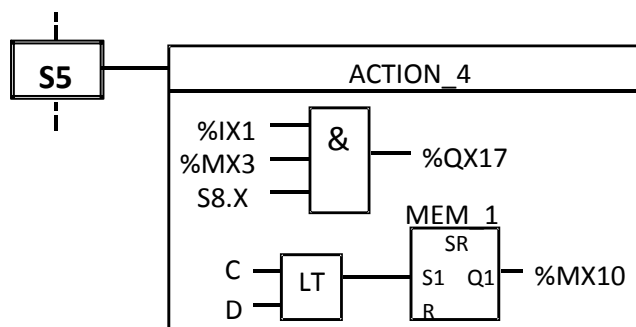 S5
ACTION_4
%IX1
%MX3
S8.X
&
%QX17
MEM_1
SR
C
D
LT
S1 Q1
R
%MX10